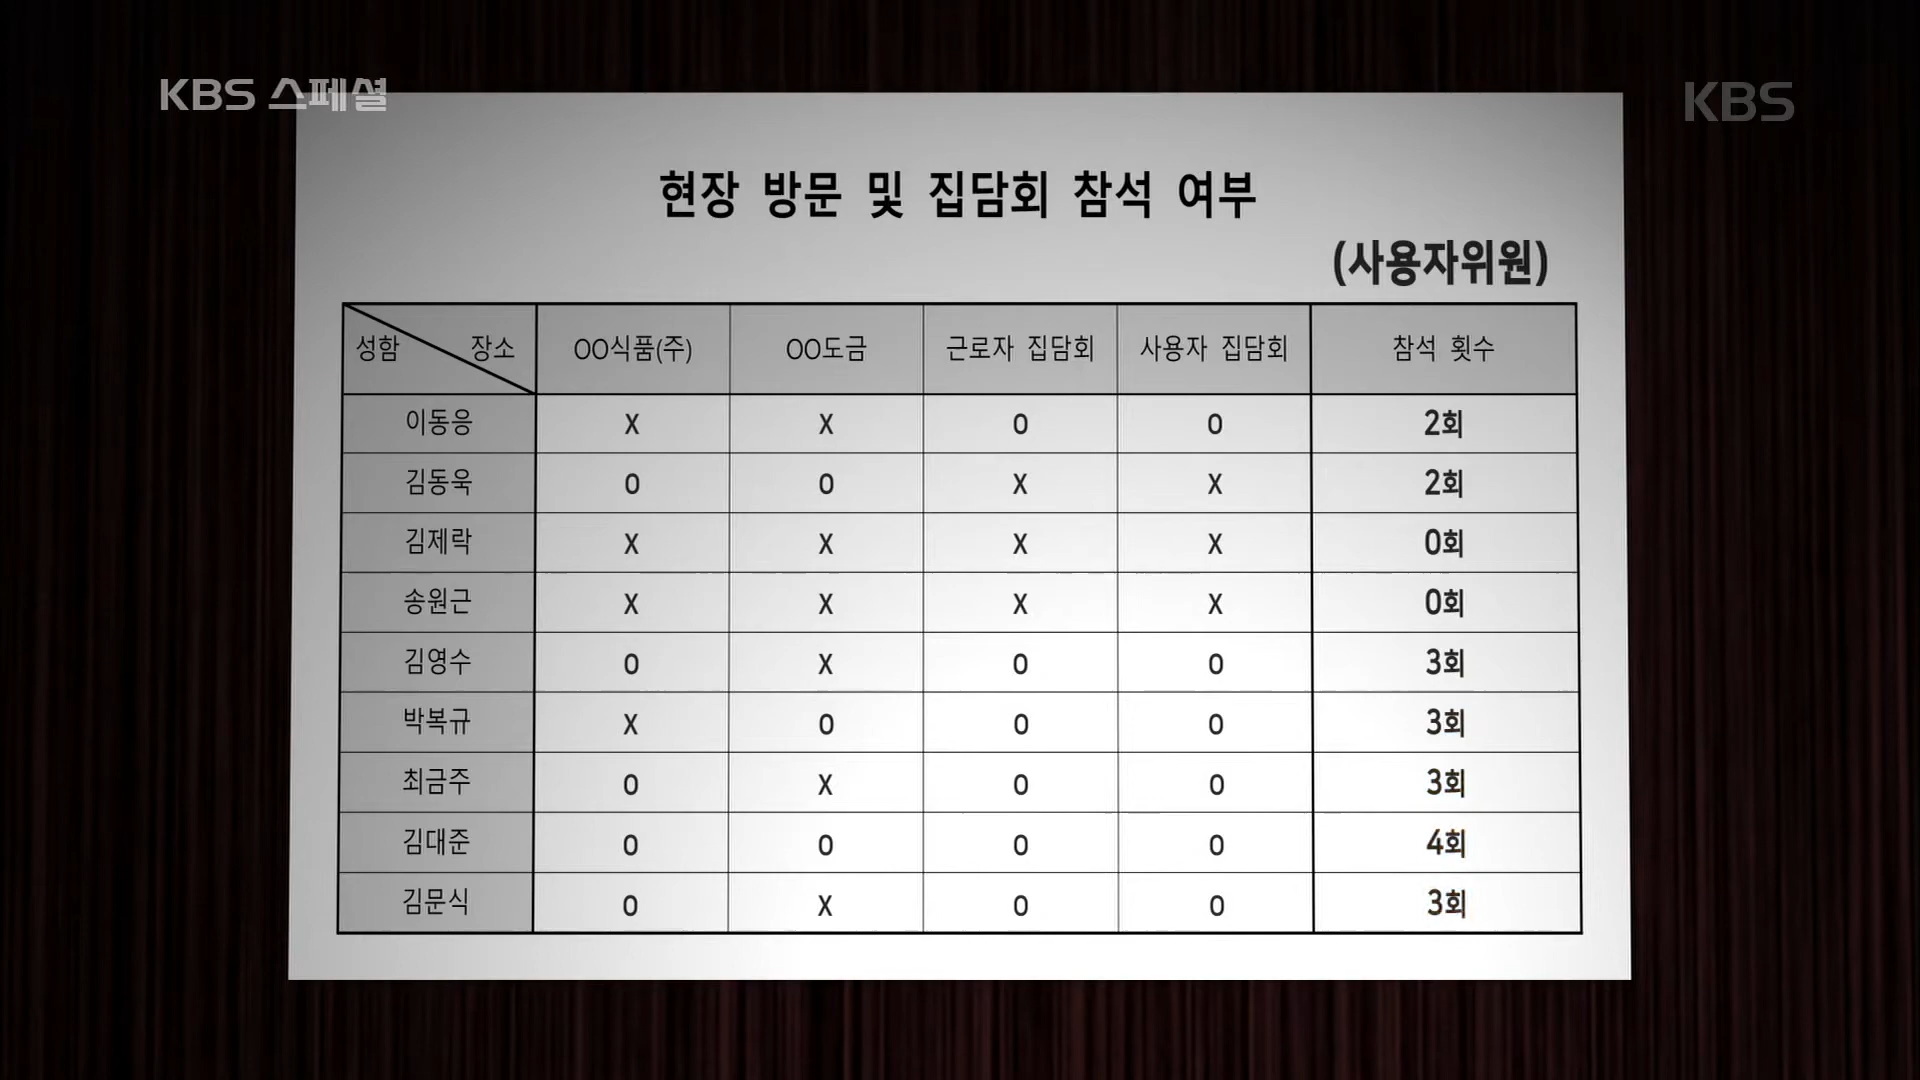 KBS 스페셜
KBS
현장 방문 및 집담회 참석 여부
(사용자위원)
성함 장소 OO식품(주) OO도금 근로자 집담회 사용자 집담회 참석 횟수
이동응 X X O O 2회
김동욱 O O X X 2회
김제락 X X X X 0회
송원근 X X X X 0회
김영수 O X O O 3회
박복규 X O O O 3회
최금주 O X O O 3회
김대준 O O O O 4회
김문식 O X O O 3회